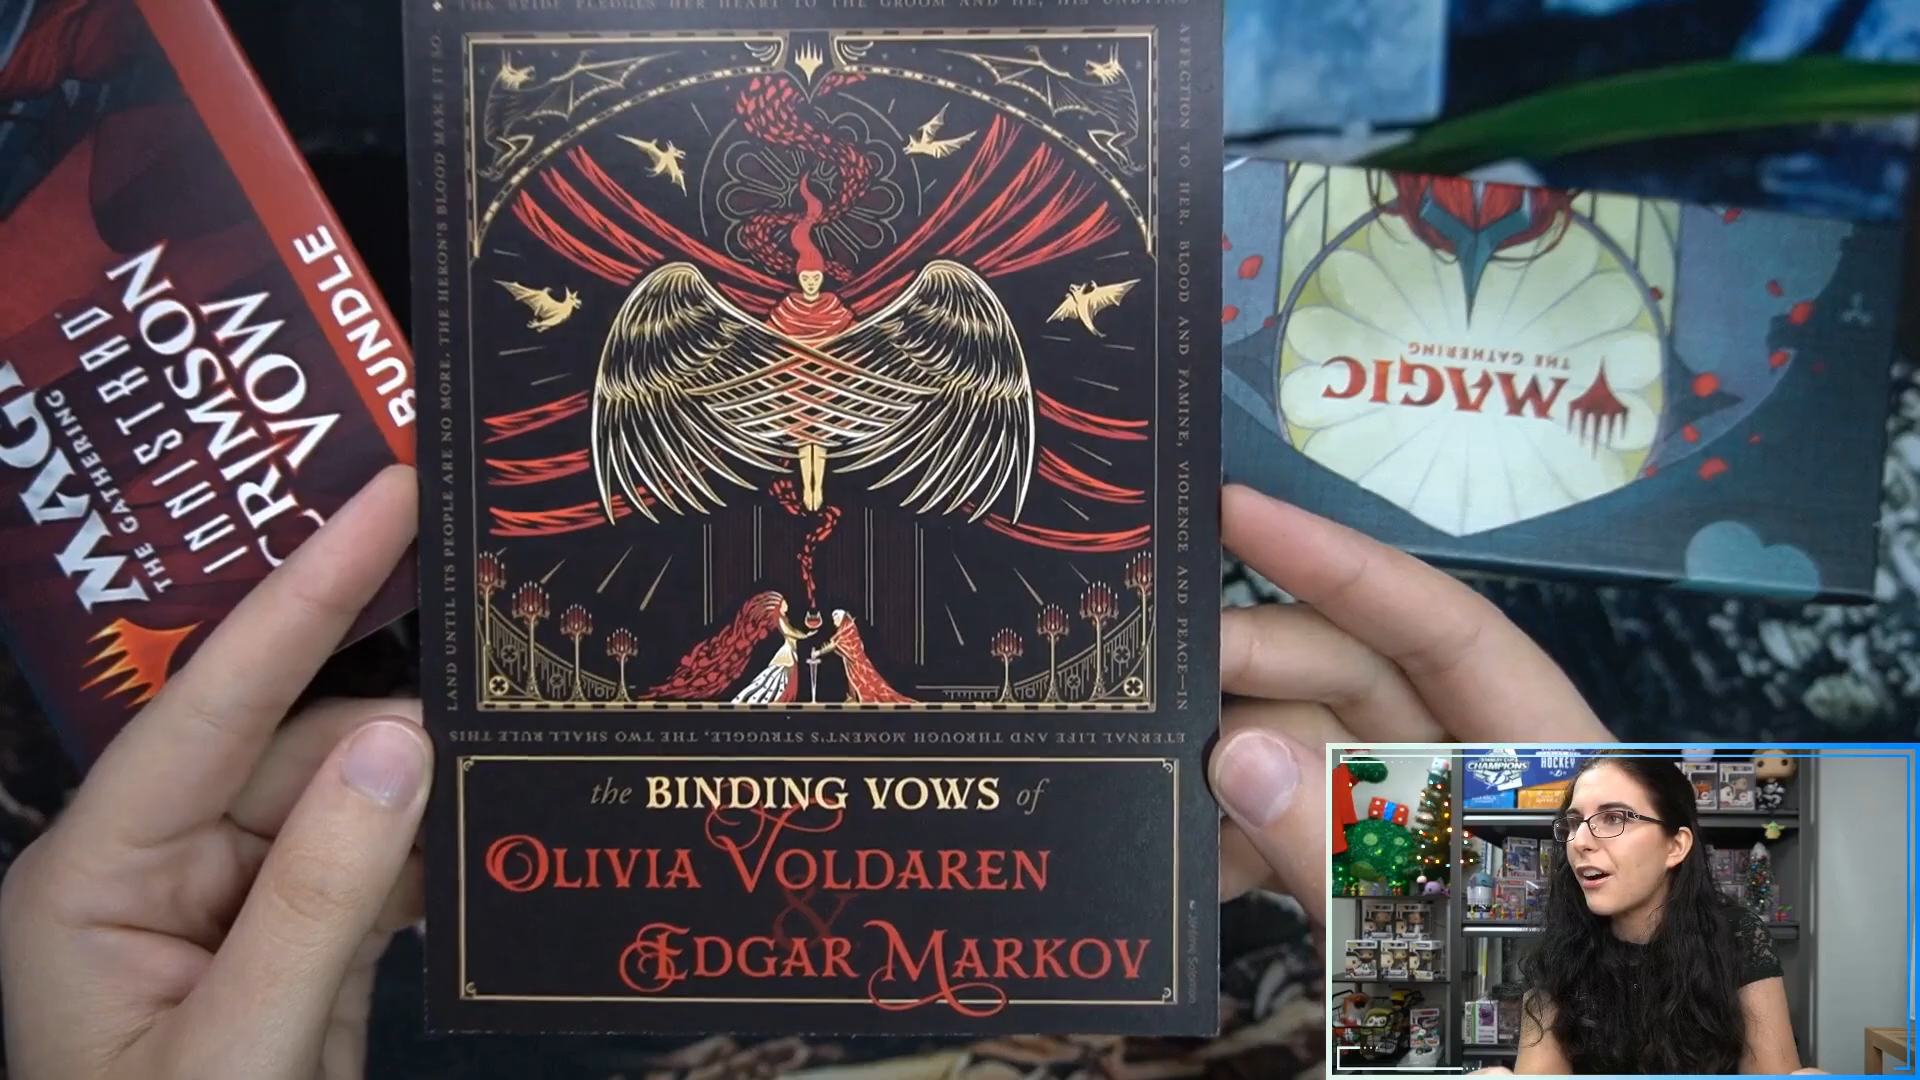 THE BRIDE PLEDGES HER HEART TO THE GROOM AND HE, HIS UNDYING
AFFECTION TO HER. BLOOD AND FAMINE, VIOLENCE AND PEACE—IN
ETERNAL LIFE AND THROUGH MOMENT'S STRUGGLE, THE TWO SHALL RULE THIS
LAND UNTIL ITS PEOPLE ARE NO MORE. THE HERON'S BLOOD MAKE IT SO.
the BINDING VOWS of
OLIVIA VOLDAREN
&
EDGAR MARKOV
MAGIC
THE GATHERING
INNISTRAD
CRIMSON
VOW
BUNDLE
MAGIC
THE GATHERING
CHAMPIONS
HOCKEY